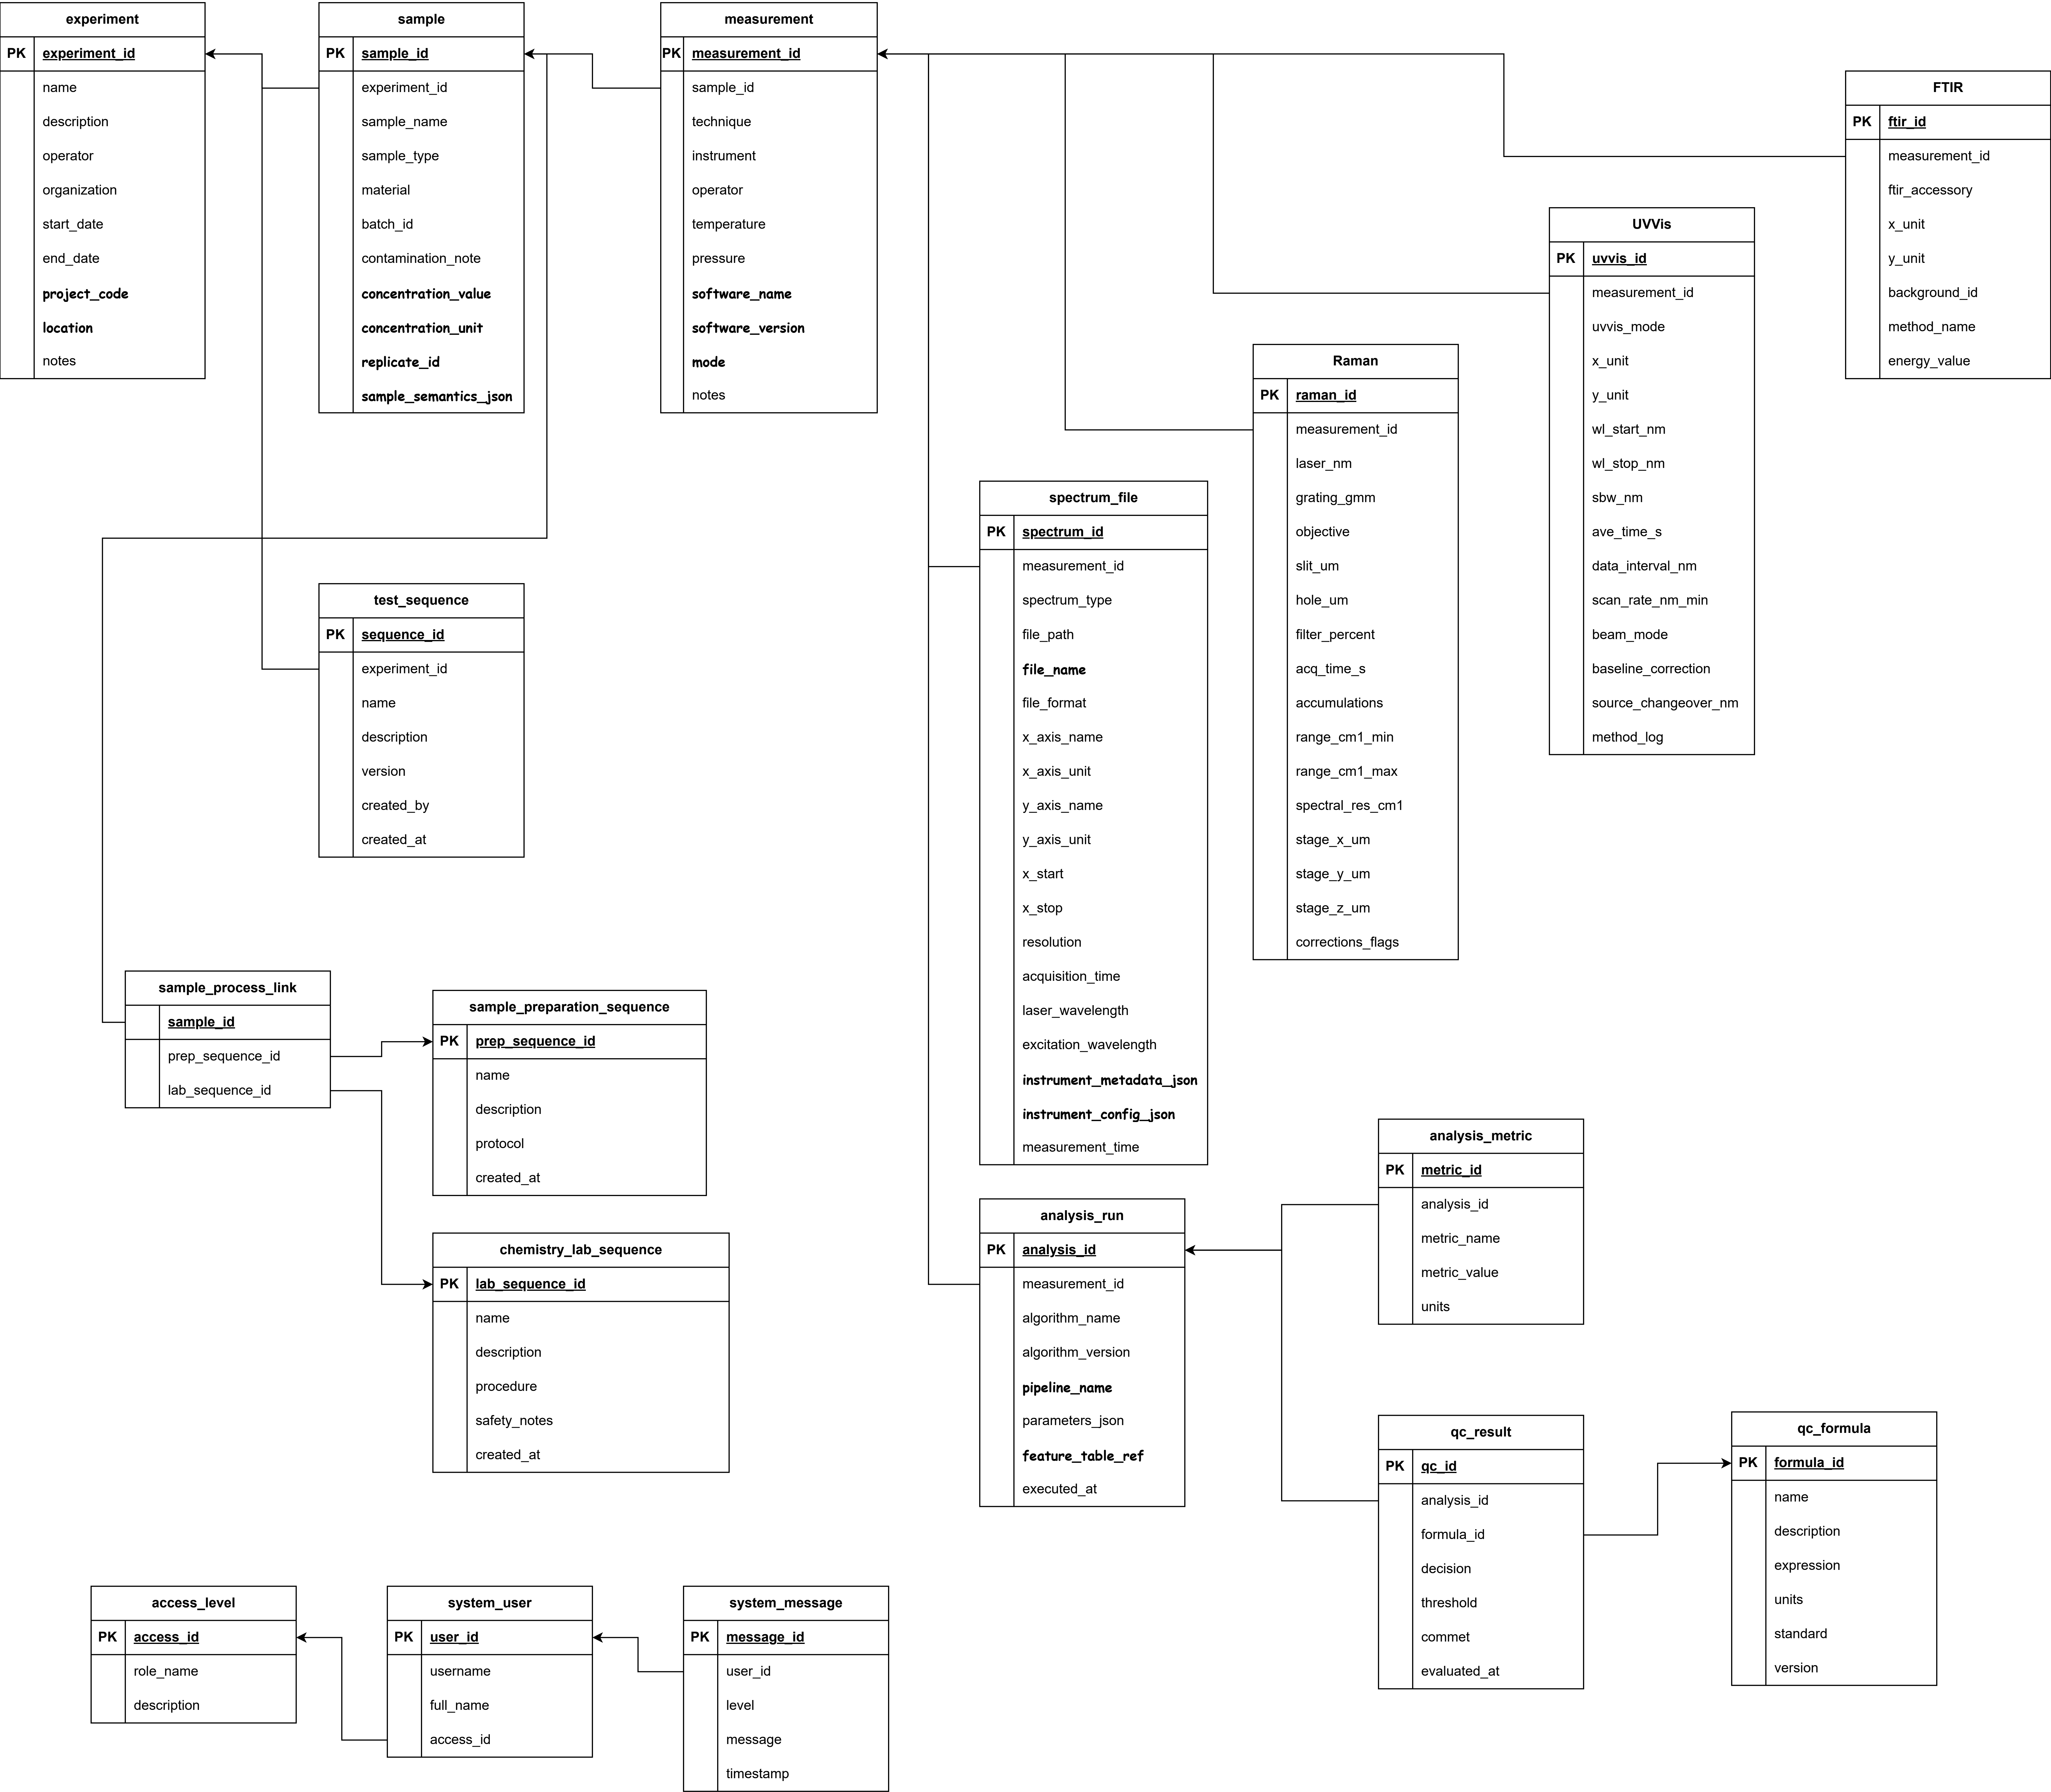 experiment
PK experiment_id
name
description
operator
organization
start_date
end_date
project_code
location
notes
sample
PK sample_id
experiment_id
sample_name
sample_type
material
batch_id
contamination_note
concentration_value
concentration_unit
replicate_id
sample_semantics_json
measurement
PK measurement_id
sample_id
technique
instrument
operator
temperature
pressure
software_name
software_version
mode
notes
FTIR
PK ftir_id
measurement_id
ftir_accessory
x_unit
y_unit
background_id
method_name
energy_value
UVVis
PK uvvis_id
measurement_id
uvvis_mode
x_unit
y_unit
wl_start_nm
wl_stop_nm
sbw_nm
ave_time_s
data_interval_nm
scan_rate_nm_min
beam_mode
baseline_correction
source_changeover_nm
method_log
Raman
PK raman_id
measurement_id
laser_nm
grating_gmm
objective
slit_um
hole_um
filter_percent
acq_time_s
accumulations
range_cm1_min
range_cm1_max
spectral_res_cm1
stage_x_um
stage_y_um
stage_z_um
corrections_flags
spectrum_file
PK spectrum_id
measurement_id
spectrum_type
file_path
file_name
file_format
x_axis_name
x_axis_unit
y_axis_name
y_axis_unit
x_start
x_stop
resolution
acquisition_time
laser_wavelength
excitation_wavelength
instrument_metadata_json
instrument_config_json
measurement_time
test_sequence
PK sequence_id
experiment_id
name
description
version
created_by
created_at
sample_process_link
sample_id
prep_sequence_id
lab_sequence_id
sample_preparation_sequence
PK prep_sequence_id
name
description
protocol
created_at
chemistry_lab_sequence
PK lab_sequence_id
name
description
procedure
safety_notes
created_at
analysis_run
PK analysis_id
measurement_id
algorithm_name
algorithm_version
pipeline_name
parameters_json
feature_table_ref
executed_at
analysis_metric
PK metric_id
analysis_id
metric_name
metric_value
units
qc_result
PK qc_id
analysis_id
formula_id
decision
threshold
commet
evaluated_at
qc_formula
PK formula_id
name
description
expression
units
standard
version
access_level
PK access_id
role_name
description
system_user
PK user_id
username
full_name
access_id
system_message
PK message_id
user_id
level
message
timestamp